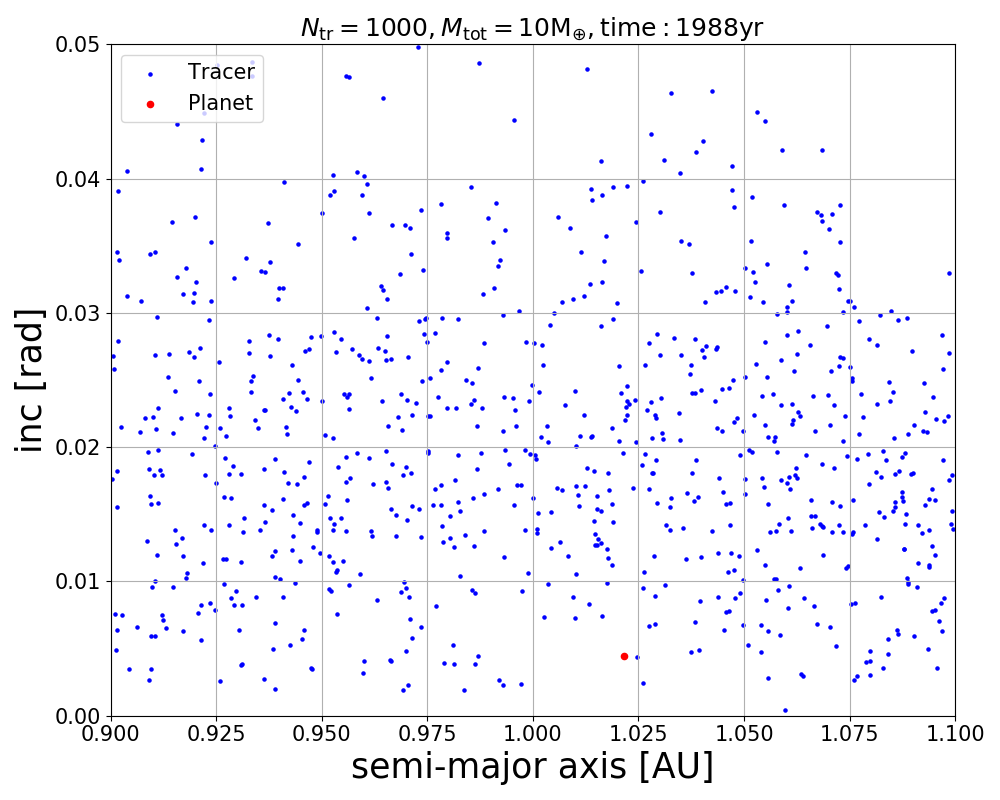 N_tr = 1000, M_tot = 10M_⊕, time : 1988yr
Tracer
Planet
inc [rad]
0.05
0.04
0.03
0.02
0.01
0.00
0.900 0.925 0.950 0.975 1.000 1.025 1.050 1.075 1.100
semi-major axis [AU]